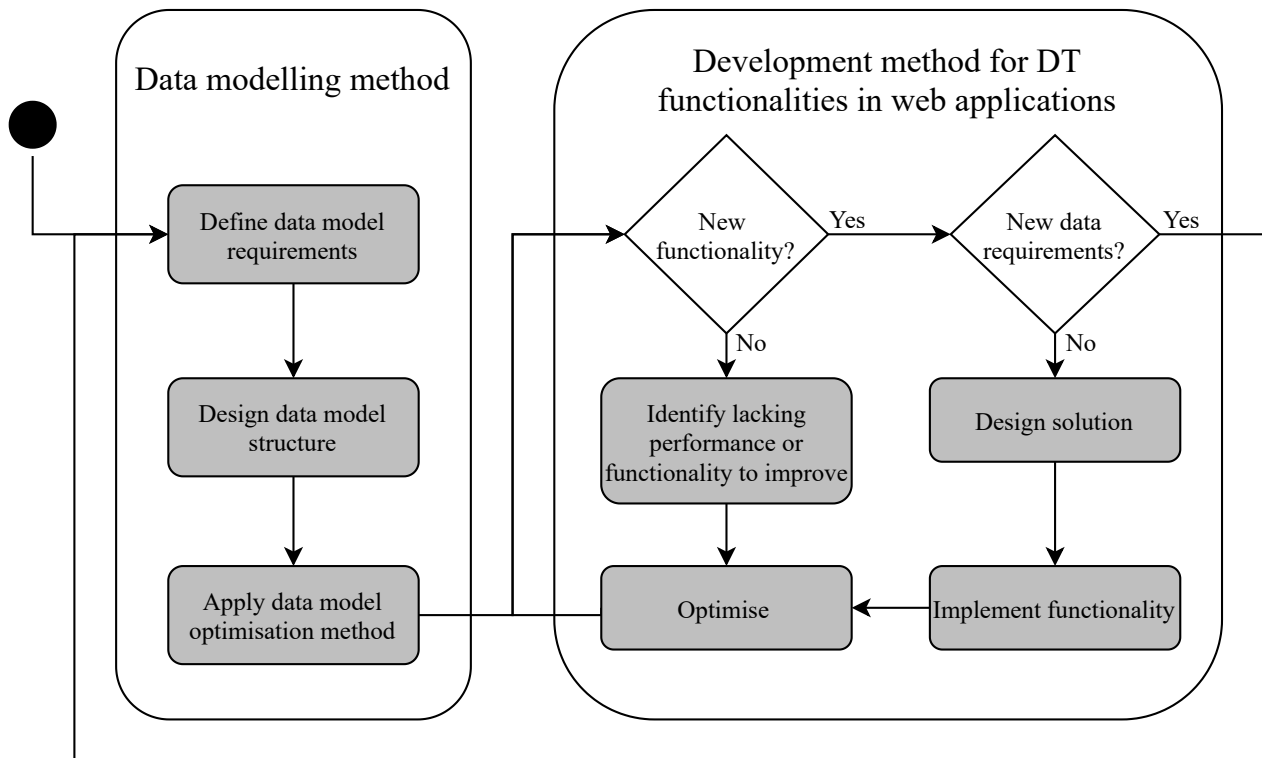 Data modelling method
Define data model
requirements
Design data model
structure
Apply data model
optimisation method
Development method for DT
functionalities in web applications
New
functionality?
Yes
New data
requirements?
Yes
No
No
Identify lacking
performance or
functionality to improve
Design solution
Optimise
Implement functionality